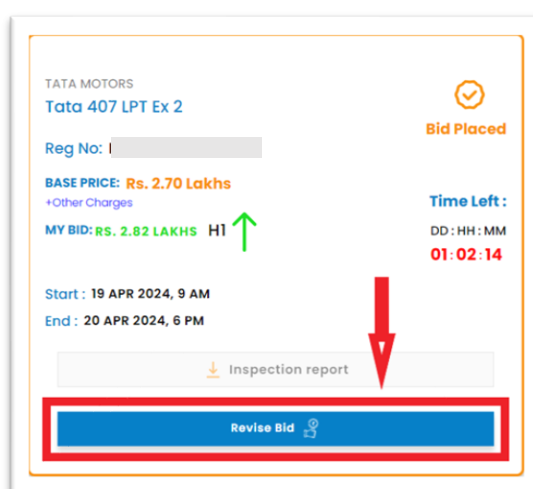 TATA MOTORS
Tata 407 LPT Ex 2
Bid Placed
Reg No:
BASE PRICE: Rs. 2.70 Lakhs
+Other Charges
Time Left :
MY BID: RS. 2.82 LAKHS H1
DD : HH : MM
01 : 02 : 14
Start : 19 APR 2024, 9 AM
End : 20 APR 2024, 6 PM
Inspection report
Revise Bid